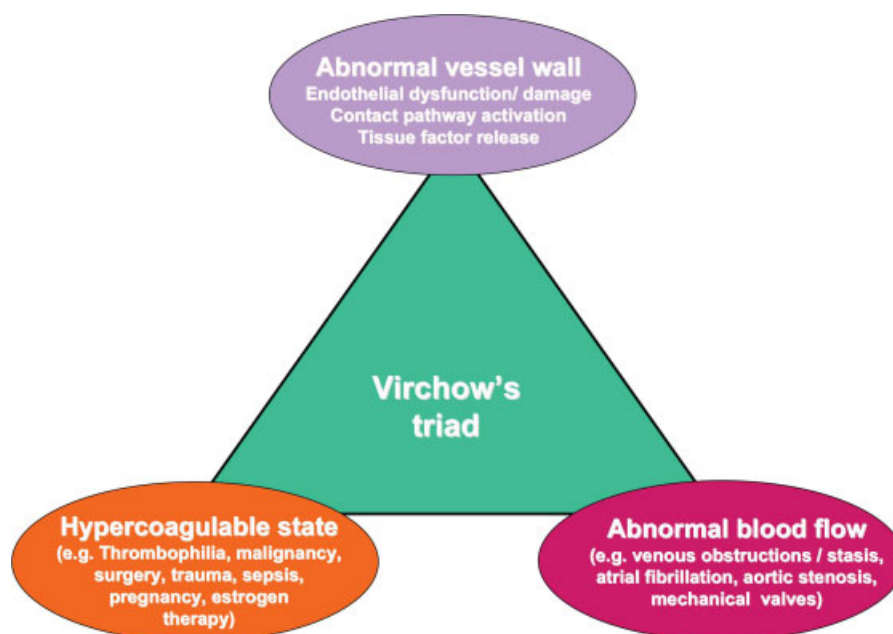 Abnormal vessel wall
Endothelial dysfunction/ damage
Contact pathway activation
Tissue factor release
Virchow's
triad
Hypercoagulable state
(e.g. Thrombophilia, malignancy,
surgery, trauma, sepsis,
pregnancy, estrogen
therapy)
Abnormal blood flow
(e.g. venous obstructions / stasis,
atrial fibrillation, aortic stenosis,
mechanical valves)